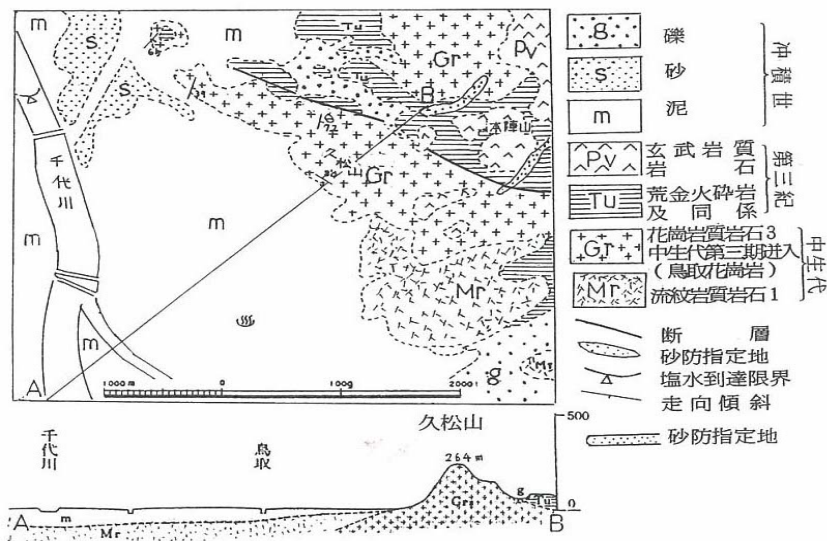 m
s
m
s
Tu
Gr
Pv
Tu
B
本陣山
久松山
Gr
千代川
m
m
Mr
m
A
g
Mr
1000m 0 1000 2000
g 礫
s 砂
m 泥
沖積世
Pv 玄武岩質岩石
Tu 荒金火砕岩及同係
第三紀
Gr 花崗岩質岩石3
中生代第三期迸入
(鳥取花崗岩)
Mr 流紋岩質岩石1
中生代
断層
砂防指定地
塩水到達限界
走向傾斜
砂防指定地
千代川
鳥取
久松山
264m
500
0
A
m
Mr
Gr
g
Tu
B